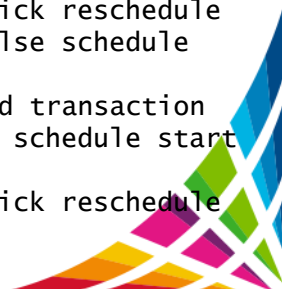 ick reschedule
lse schedule
d transaction
schedule start
ick reschedule